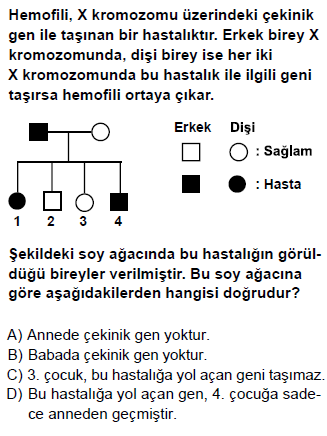 Hemofili, X kromozomu üzerindeki çekinik
gen ile taşınan bir hastalıktır. Erkek birey X
kromozomunda, dişi birey ise her iki
X kromozomunda bu hastalık ile ilgili geni
taşırsa hemofili ortaya çıkar.
Erkek Dişi
: Sağlam
: Hasta
1 2 3 4
Şekildeki soy ağacında bu hastalığın görül-
düğü bireyler verilmiştir. Bu soy ağacına
göre aşağıdakilerden hangisi doğrudur?
A) Annede çekinik gen yoktur.
B) Babada çekinik gen yoktur.
C) 3. çocuk, bu hastalığa yol açan geni taşımaz.
D) Bu hastalığa yol açan gen, 4. çocuğa sade-
ce anneden geçmiştir.